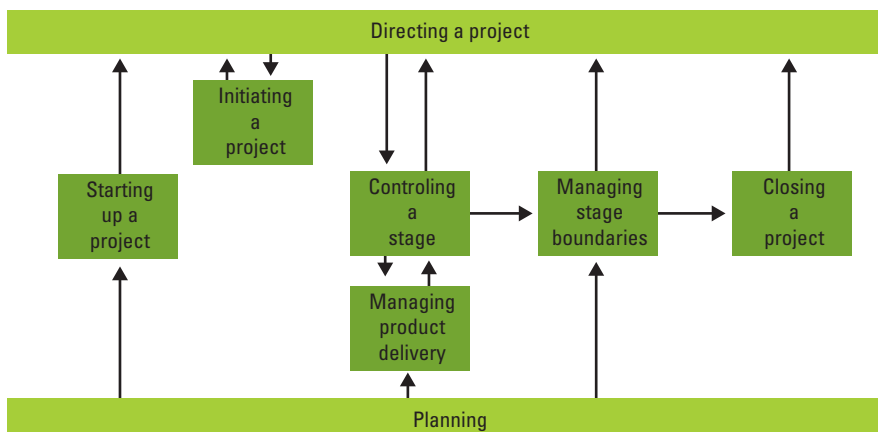 Directing a project
Initiating
a
project
Starting
up a
project
Controling
a
stage
Managing
stage
boundaries
Closing
a
project
Managing
product
delivery
Planning